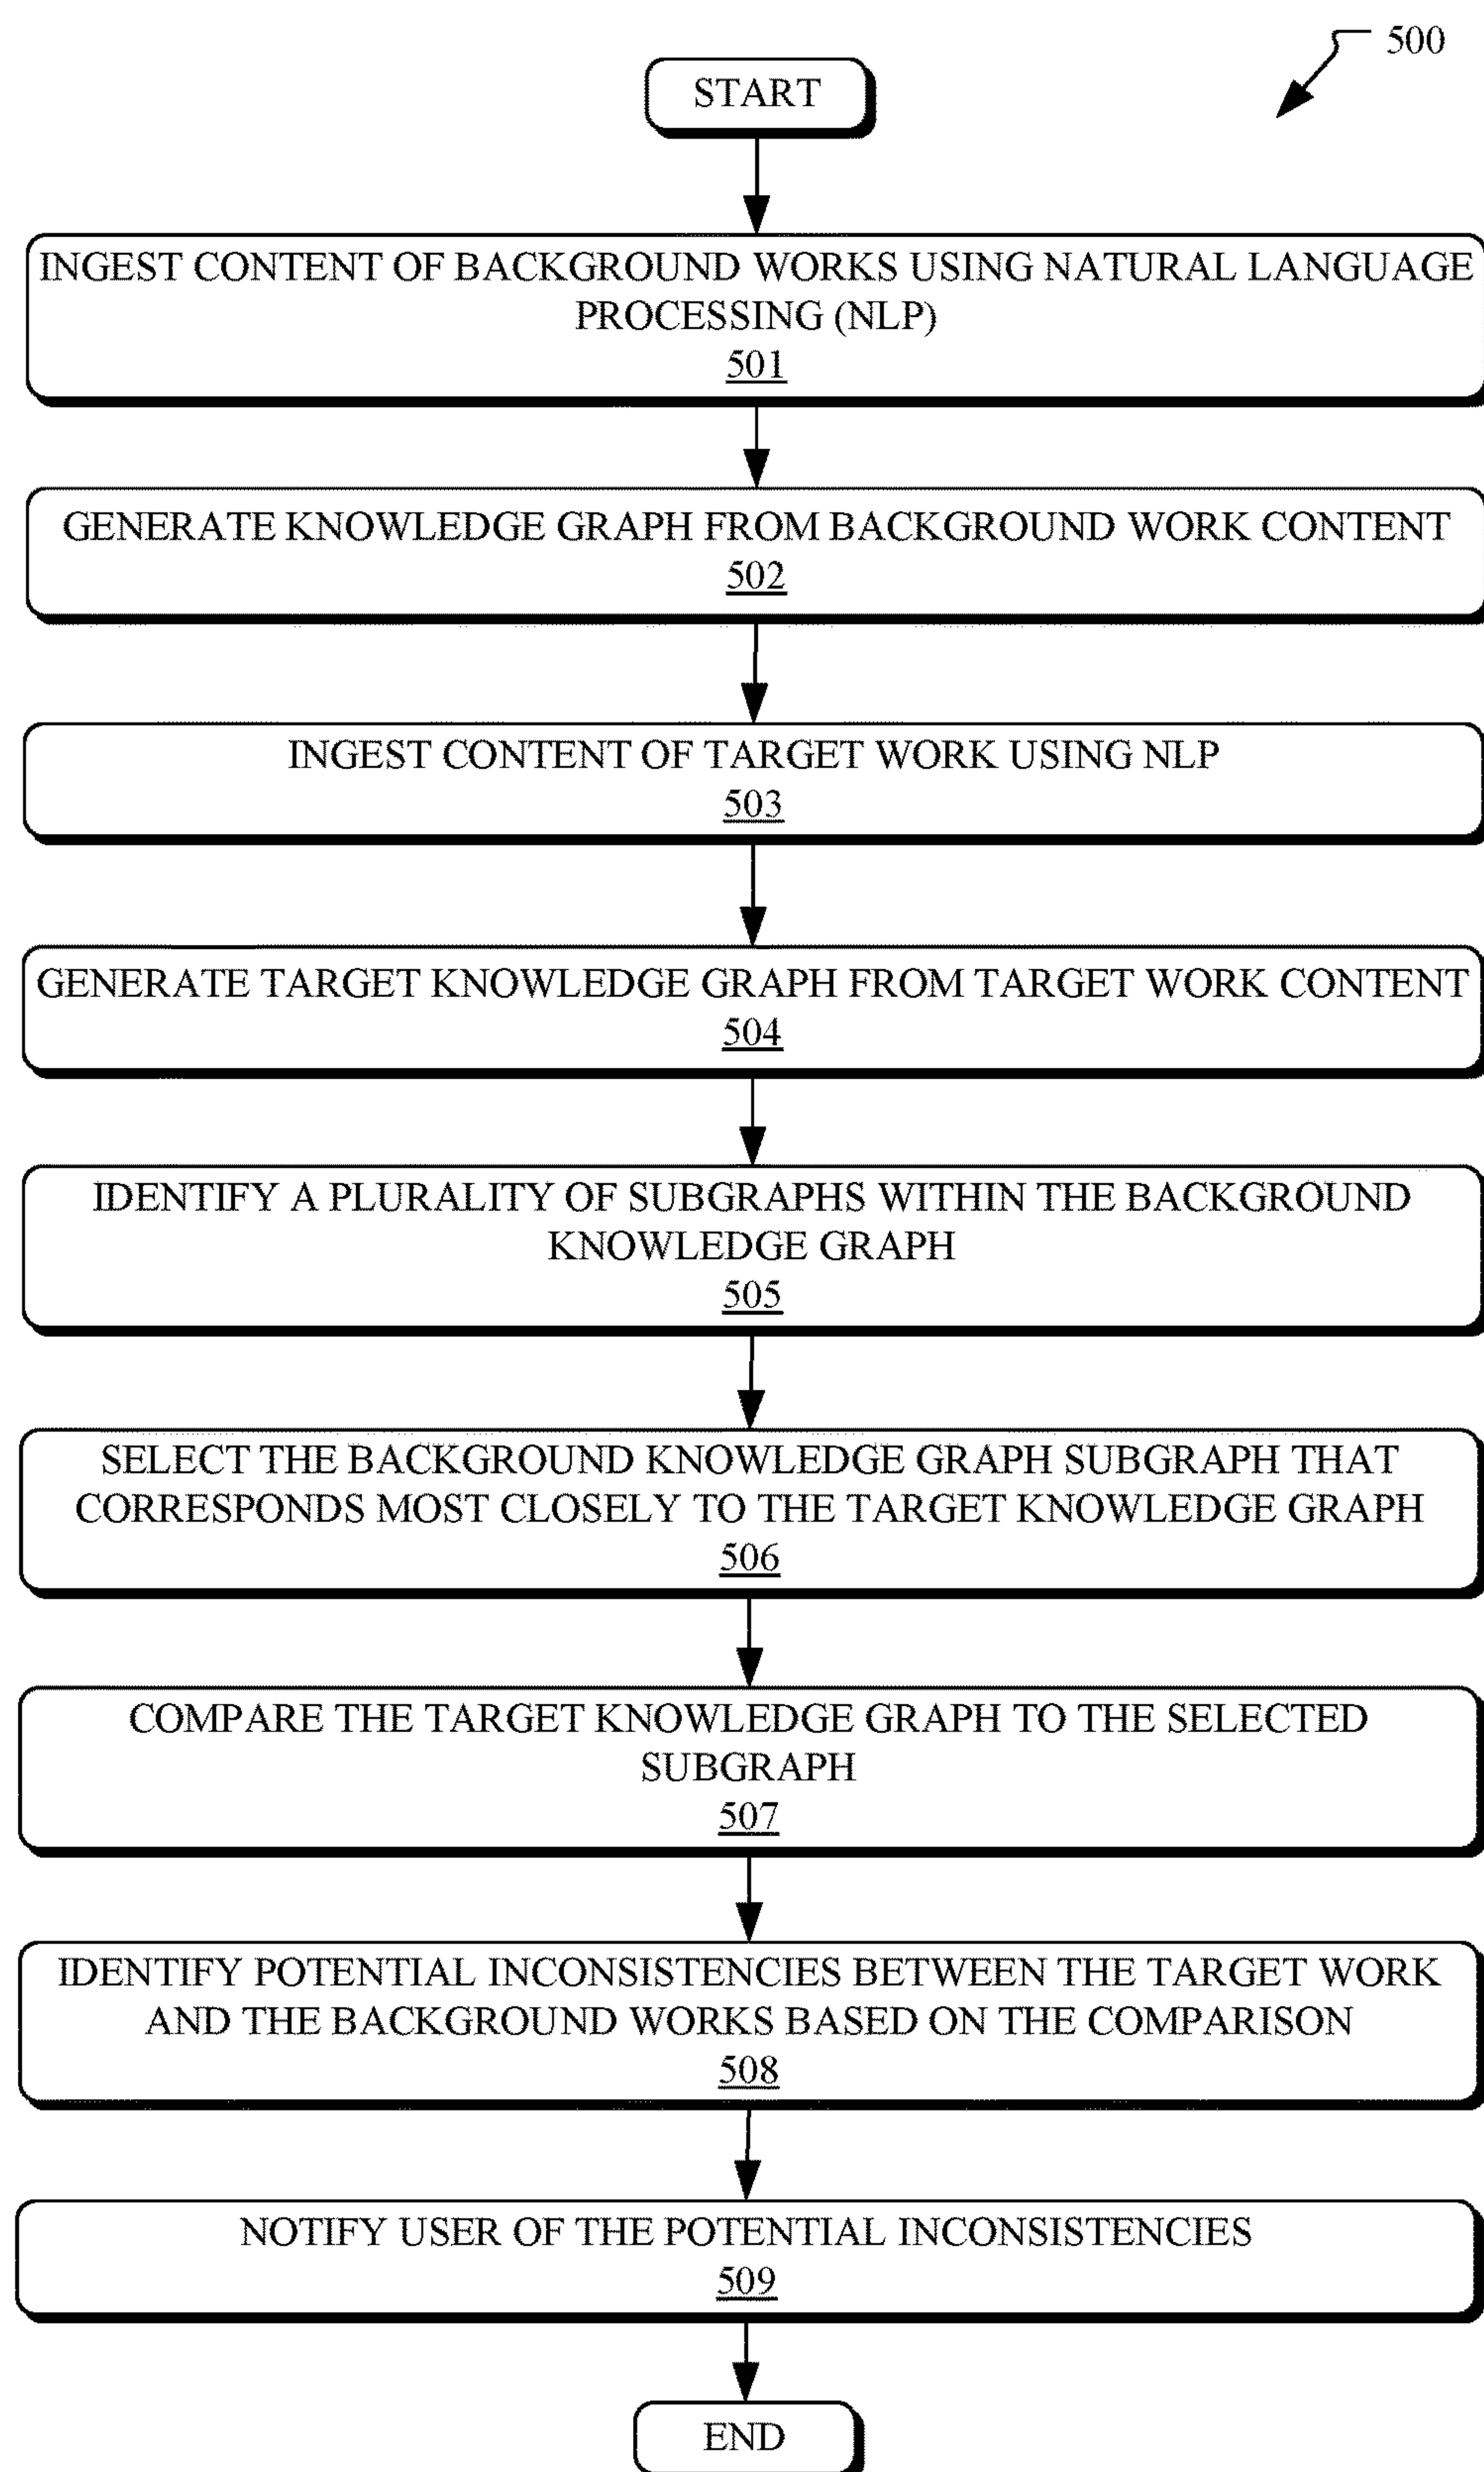 500
START
INGEST CONTENT OF BACKGROUND WORKS USING NATURAL LANGUAGE
PROCESSING (NLP)
501
GENERATE KNOWLEDGE GRAPH FROM BACKGROUND WORK CONTENT
502
INGEST CONTENT OF TARGET WORK USING NLP
503
GENERATE TARGET KNOWLEDGE GRAPH FROM TARGET WORK CONTENT
504
IDENTIFY A PLURALITY OF SUBGRAPHS WITHIN THE BACKGROUND
KNOWLEDGE GRAPH
505
SELECT THE BACKGROUND KNOWLEDGE GRAPH SUBGRAPH THAT
CORRESPONDS MOST CLOSELY TO THE TARGET KNOWLEDGE GRAPH
506
COMPARE THE TARGET KNOWLEDGE GRAPH TO THE SELECTED
SUBGRAPH
507
IDENTIFY POTENTIAL INCONSISTENCIES BETWEEN THE TARGET WORK
AND THE BACKGROUND WORKS BASED ON THE COMPARISON
508
NOTIFY USER OF THE POTENTIAL INCONSISTENCIES
509
END